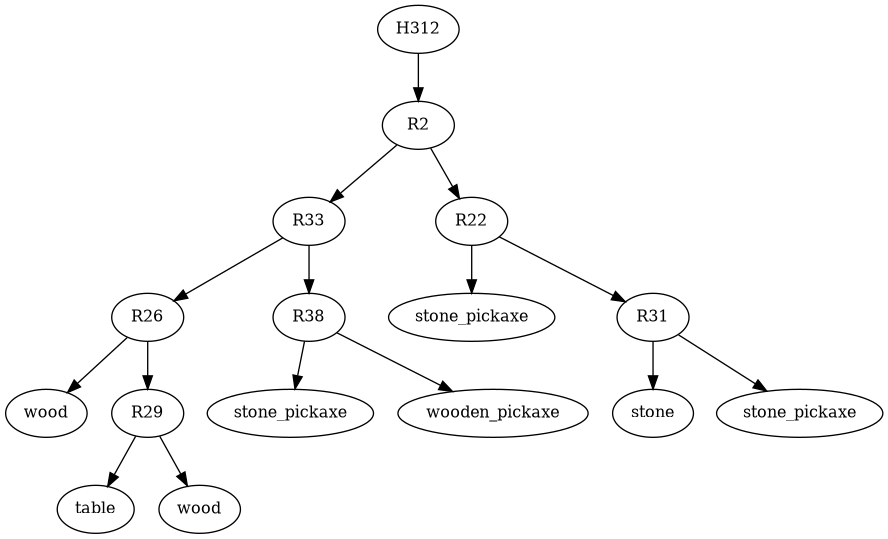 H312
R2
R33
R22
R26
R38
stone_pickaxe
R31
wood
R29
stone_pickaxe
wooden_pickaxe
stone
stone_pickaxe
table
wood